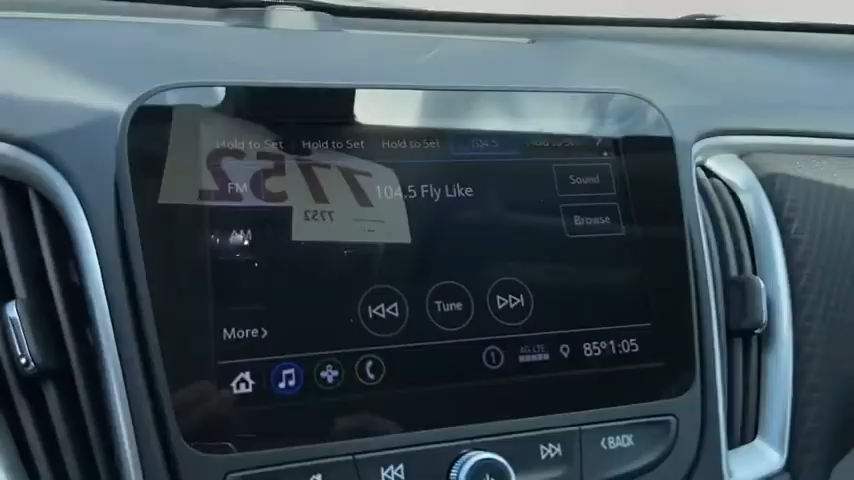 Hold to Set Hold to Set Hold to Set 104.5
FM
7752
7752
104.5 Fly Like
Sound
AM
Browse
Tune
More
1 4G LTE 85° 1:05
BACK